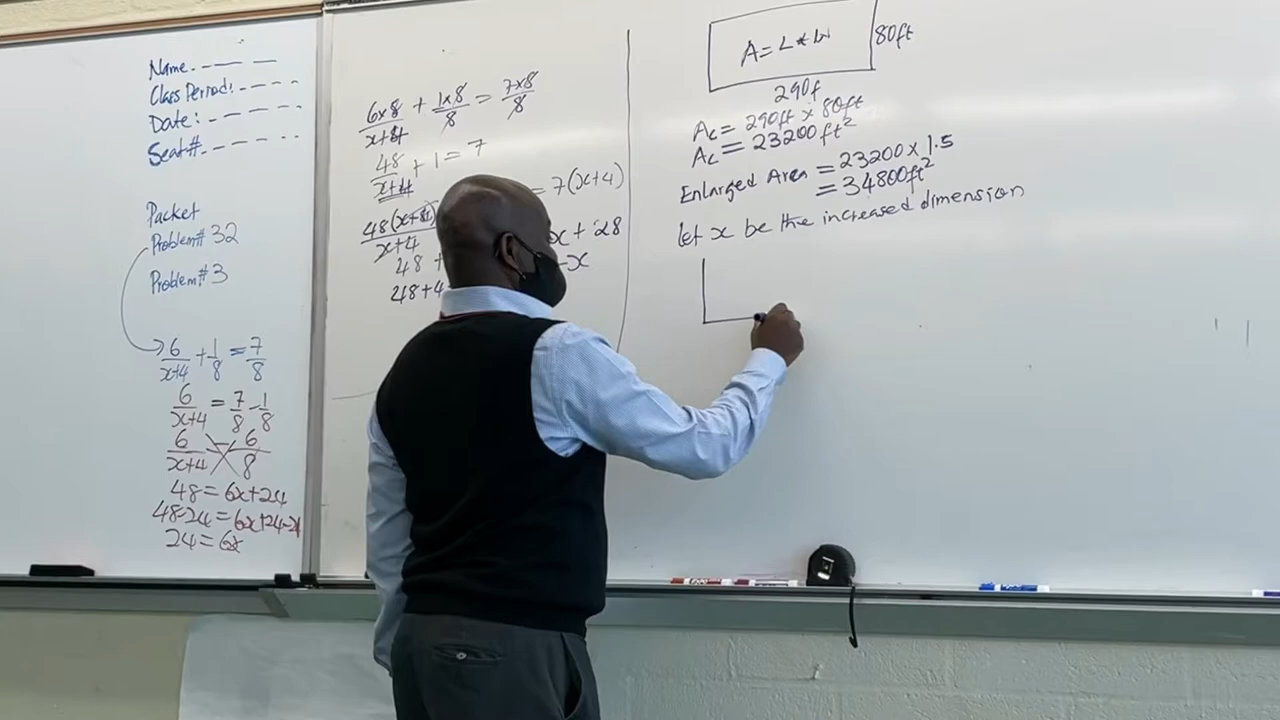 Name.
Class Period:
Date:
Seat#.
Packet
Problem# 32
Problem# 3
6/x+4 + 1/8 = 7/8
6/x+4 = 7/8 - 1/8
6/x+4 = 6/8
48 = 6x+24
48-24 = 6x+24-24
24 = 6x
6x8/x+4 + 1x8/8 = 7x8/8
48/x+4 + 1 = 7
48(x+4)/x+4 = 7(x+4)
48 + x + 28
48+4 -x
A = L * W
80ft
290f
Ac = 290ft x 80ft
Ac = 23200ft²
Enlarged Area = 23200 x 1.5
= 34800ft²
let x be the increased dimension